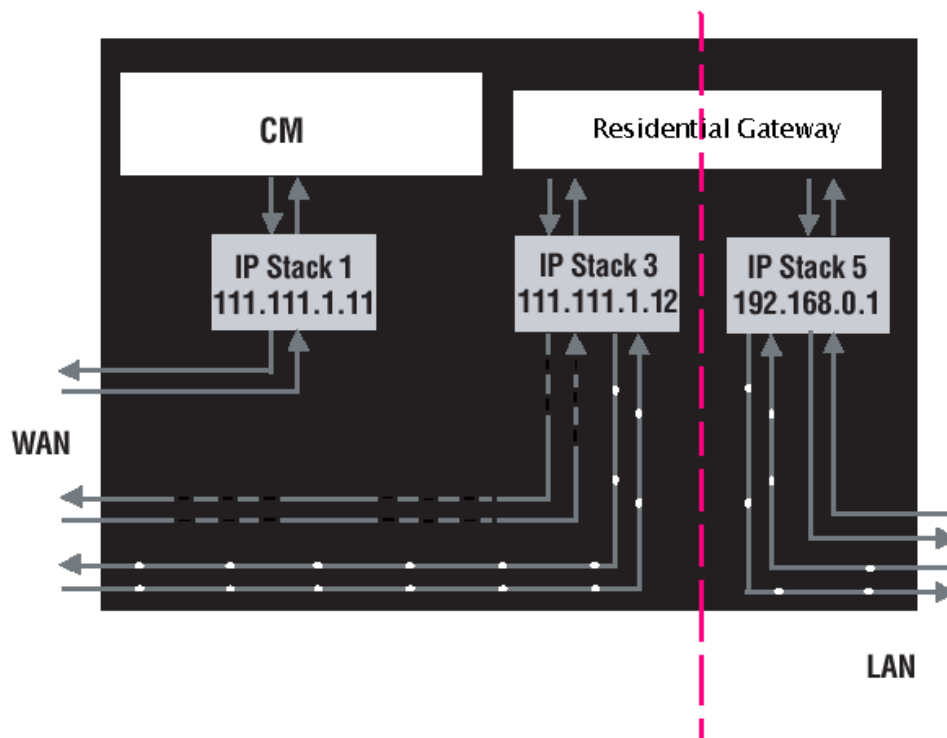 CM
Residential Gateway
IP Stack 1
111.111.1.11
IP Stack 3
111.111.1.12
IP Stack 5
192.168.0.1
WAN
LAN